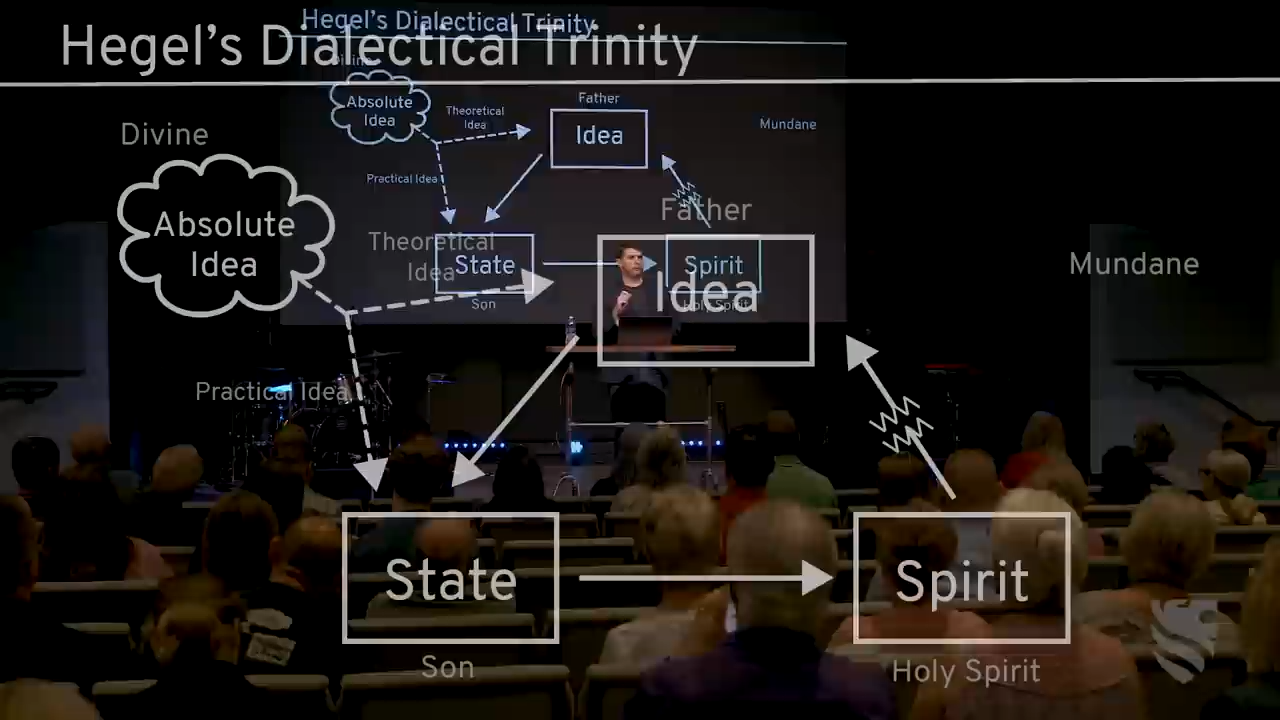 Hegel's Dialectical Trinity
Divine
Absolute
Idea
Theoretical
Idea
Practical Idea
Father
Idea
Mundane
State
Son
Spirit
Holy Spirit
Hegel's Dialectical Trinity
Divine
Absolute
Idea
Theoretical
Idea
Practical Idea
Father
Idea
Mundane
State
Son
Spirit
Holy Spirit